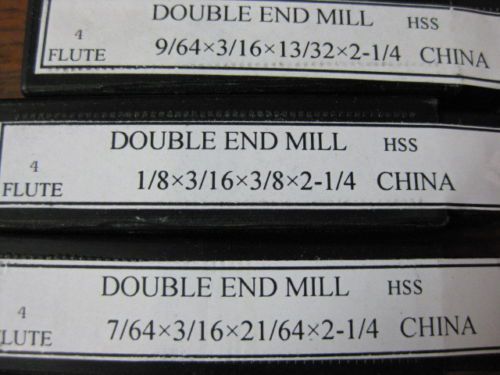 DOUBLE END MILL HSS
4
FLUTE 9/64×3/16×13/32×2-1/4 CHINA
DOUBLE END MILL HSS
4
FLUTE 1/8×3/16×3/8×2-1/4 CHINA
DOUBLE END MILL HSS
4
LUTE 7/64×3/16×21/64×2-1/4 CHINA